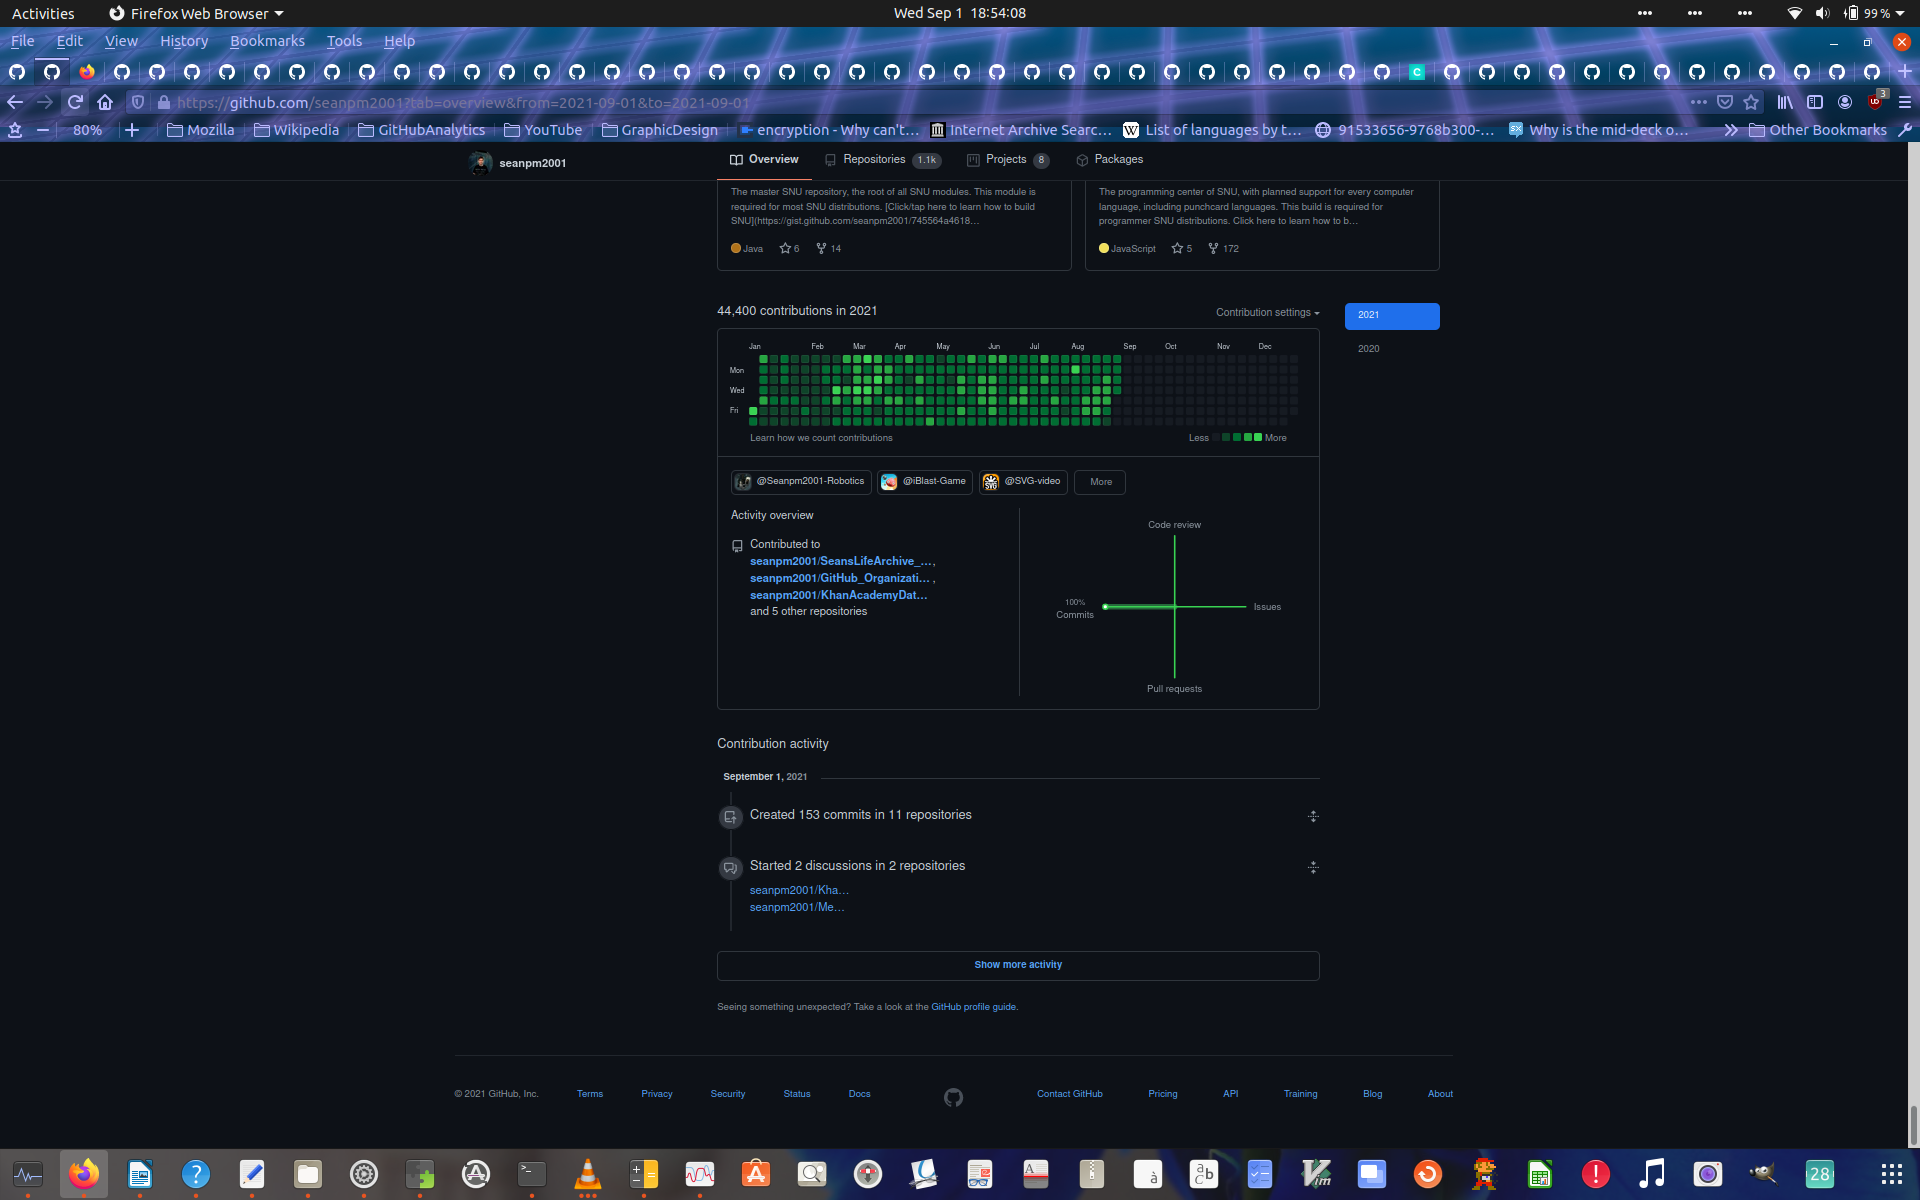 Activities
Firefox Web Browser
Wed Sep 1 18:54:08
99 %
File Edit View History Bookmarks Tools Help
https://github.com/seanpm2001?tab=overview&from=2021-09-01&to=2021-09-01
3
80%
Mozilla
Wikipedia
GitHubAnalytics
YouTube
GraphicDesign
encryption - Why can't…
Internet Archive Searc…
List of languages by t…
91533656-9768b300-…
Why is the mid-deck o…
Other Bookmarks
seanpm2001
Overview
Repositories 1.1k
Projects 8
Packages
The master SNU repository, the root of all SNU modules. This module is
required for most SNU distributions. [Click/tap here to learn how to build
SNU](https://gist.github.com/seanpm2001/745564a4618…
Java 6 14
The programming center of SNU, with planned support for every computer
language, including punchcard languages. This build is required for
programmer SNU distributions. Click here to learn how to b…
JavaScript 5 172
44,400 contributions in 2021
Contribution settings
2021
2020
Jan Feb Mar Apr May Jun Jul Aug Sep Oct Nov Dec
Mon
Wed
Fri
Learn how we count contributions
Less More
@Seanpm2001-Robotics
@iBlast-Game
@SVG-video
More
Activity overview
Contributed to
seanpm2001/SeansLifeArchive_…,
seanpm2001/GitHub_Organizati… ,
seanpm2001/KhanAcademyDat…
and 5 other repositories
Code review
100%
Commits
Issues
Pull requests
Contribution activity
September 1, 2021
Created 153 commits in 11 repositories
Started 2 discussions in 2 repositories
seanpm2001/Kha…
seanpm2001/Me…
Show more activity
Seeing something unexpected? Take a look at the GitHub profile guide.
© 2021 GitHub, Inc. Terms Privacy Security Status Docs Contact GitHub Pricing API Training Blog About
28